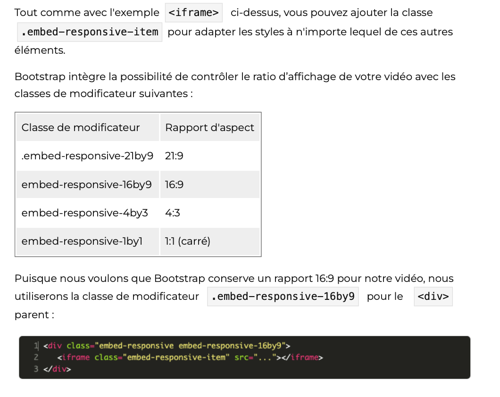 Tout comme avec l'exemple <iframe> ci-dessus, vous pouvez ajouter la classe
.embed-responsive-item pour adapter les styles à n'importe lequel de ces autres
éléments.
Bootstrap intègre la possibilité de contrôler le ratio d'affichage de votre vidéo avec les
classes de modificateur suivantes :
Classe de modificateur Rapport d'aspect
.embed-responsive-21by9 21:9
embed-responsive-16by9 16:9
embed-responsive-4by3 4:3
embed-responsive-1by1 1:1 (carré)
Puisque nous voulons que Bootstrap conserve un rapport 16:9 pour notre vidéo, nous
utiliserons la classe de modificateur .embed-responsive-16by9 pour le <div>
parent :
1 <div class="embed-responsive embed-responsive-16by9">
2 <iframe class="embed-responsive-item" src="..."></iframe>
3 </div>